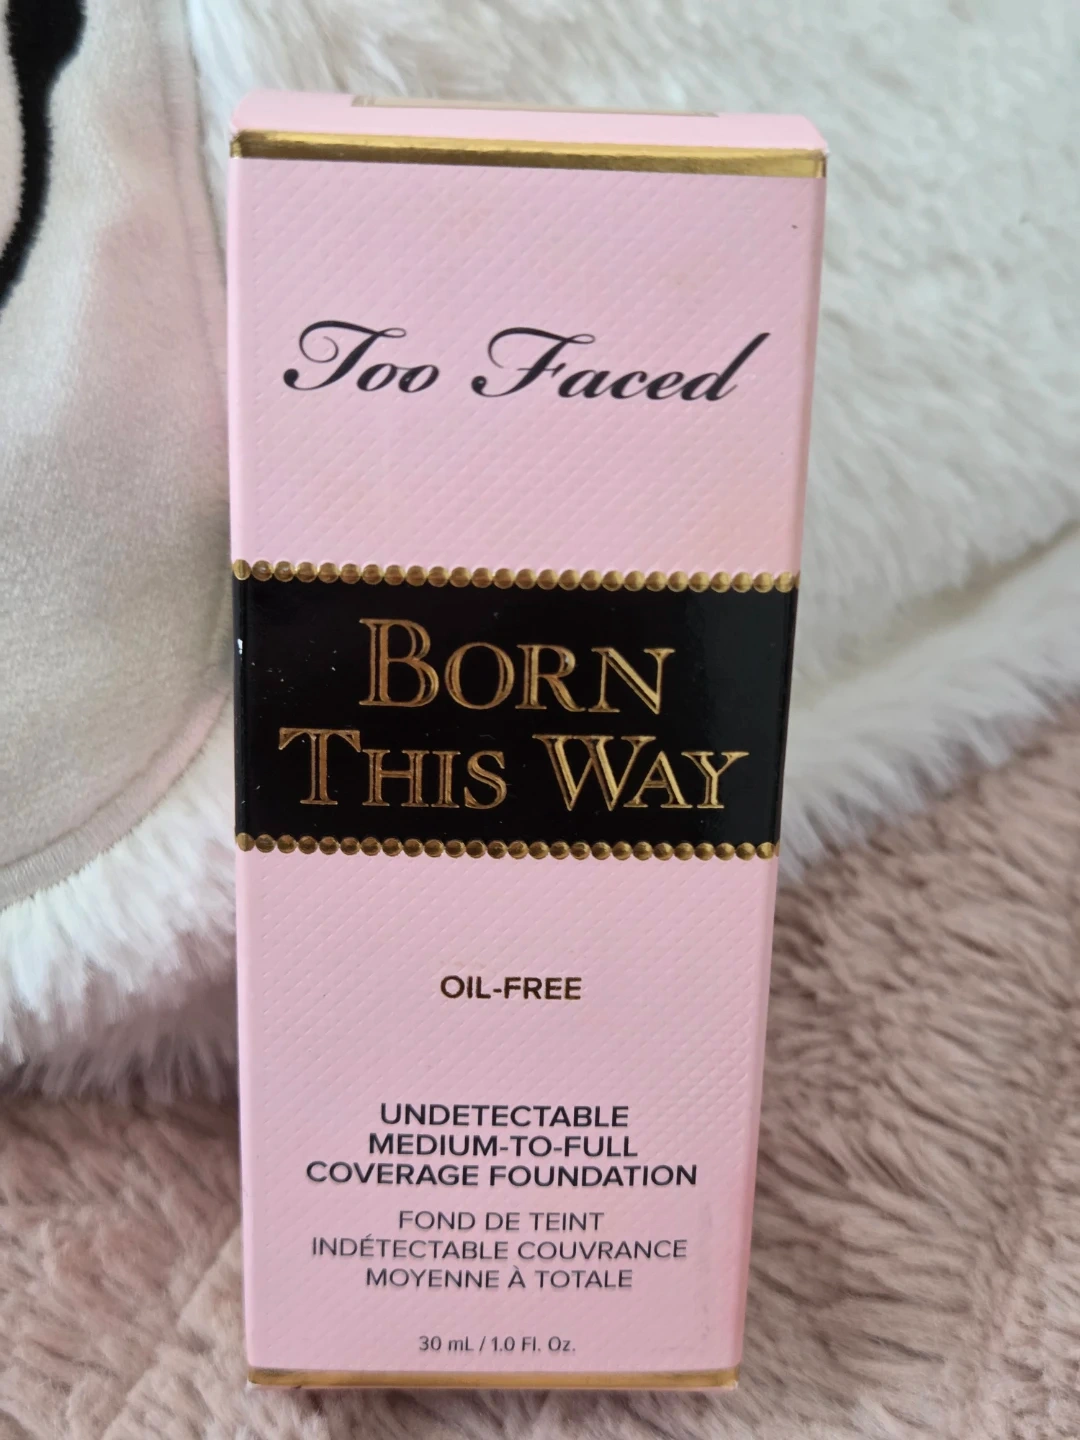 Too Faced
BORN
THIS WAY
OIL-FREE
UNDETECTABLE
MEDIUM-TO-FULL
COVERAGE FOUNDATION
FOND DE TEINT
INDÉTECTABLE COUVRANCE
MOYENNE À TOTALE
30 mL / 1.0 Fl. Oz.